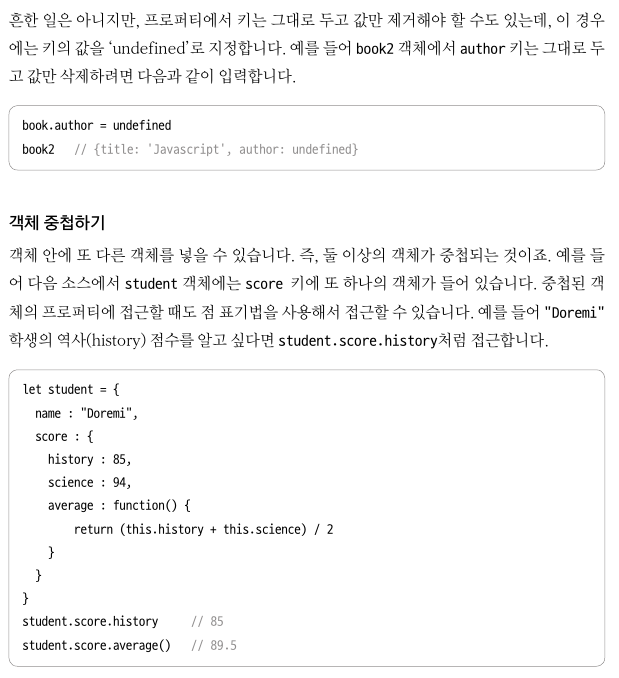 흔한 일은 아니지만, 프로퍼티에서 키는 그대로 두고 값만 제거해야 할 수도 있는데, 이 경우
에는 키의 값을 ‘undefined’로 지정합니다. 예를 들어 book2 객체에서 author 키는 그대로 두
고 값만 삭제하려면 다음과 같이 입력합니다.
book.author = undefined
book2   // {title: 'Javascript', author: undefined}
객체 중첩하기
객체 안에 또 다른 객체를 넣을 수 있습니다. 즉, 둘 이상의 객체가 중첩되는 것이죠. 예를 들
어 다음 소스에서 student 객체에는 score 키에 또 하나의 객체가 들어 있습니다. 중첩된 객
체의 프로퍼티에 접근할 때도 점 표기법을 사용해서 접근할 수 있습니다. 예를 들어 "Doremi"
학생의 역사(history) 점수를 알고 싶다면 student.score.history처럼 접근합니다.
let student = {
  name : "Doremi",
  score : {
    history : 85,
    science : 94,
    average : function() {
        return (this.history + this.science) / 2
    }
  }
}
student.score.history     // 85
student.score.average()   // 89.5